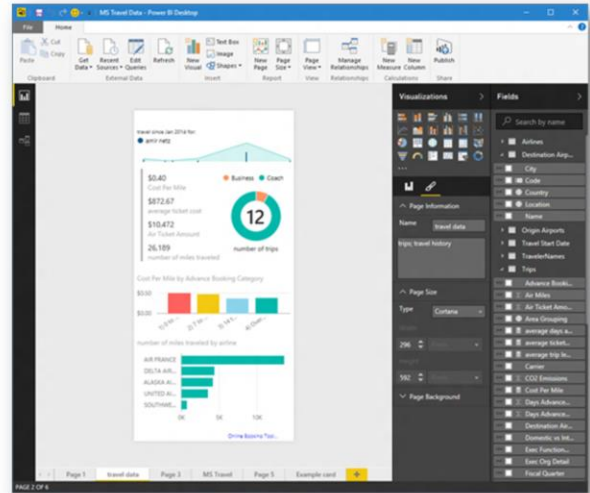 MS Travel Data - Power BI Desktop
File Home
Cut
Copy
Paste
Get Data
Recent Sources
Edit Queries
Refresh
New Visual
Text Box
Image
Shapes
New Page
Page Size
Page View
Manage Relationships
New Measure
New Column
Publish
Clipboard External Data Insert Report View Relationships Calculations Share
travel since Jan 2014 for:
amir netz
$0.40
Cost Per Mile
$872.67
average ticket cost
$10,472
Air Ticket Amount
26,189
number of miles traveled
Business Coach
12
number of trips
Cost Per Mile by Advance Booking Category
$0.00
$0.00
number of miles traveled by airline
AIR FRANCE
DELTA AIR...
ALASKA AI...
UNITED AI...
SOUTHWE...
0K 5K 10K
Online Booking Tool...
Visualizations
Page Information
Name travel data
trips; travel history
Page Size
Type Cortana
Width
296
Height
592
Page Background
Fields
Search by name
Airlines
Destination Airp...
City
Code
Country
Location
Name
Origin Airports
Travel Start Date
TravelerNames
Trips
Advance Booki...
Air Miles
Air Ticket Amo...
Area Grouping
average days a...
average ticket...
average trip le...
Carrier
CO2 Emissions
Cost Per Mile
Days Advance...
Days Advance...
Destination Air...
Domestic vs Int...
Exec Function...
Exec Org Detail
Fiscal Quarter
Page 1 travel data Page 3 MS Travel Page 5 Example card
PAGE 2 OF 6